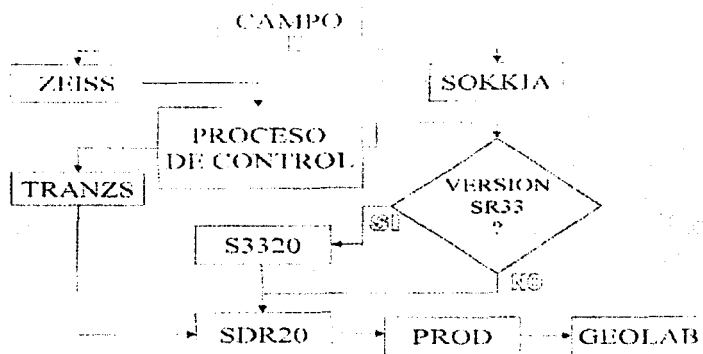 CAMPO
ZEISS
SOKKIA
PROCESO
DE CONTROL
TRANZS
VERSION
SR33
?
SI
S3320
NO
SDR20
PROD
GEOLAB